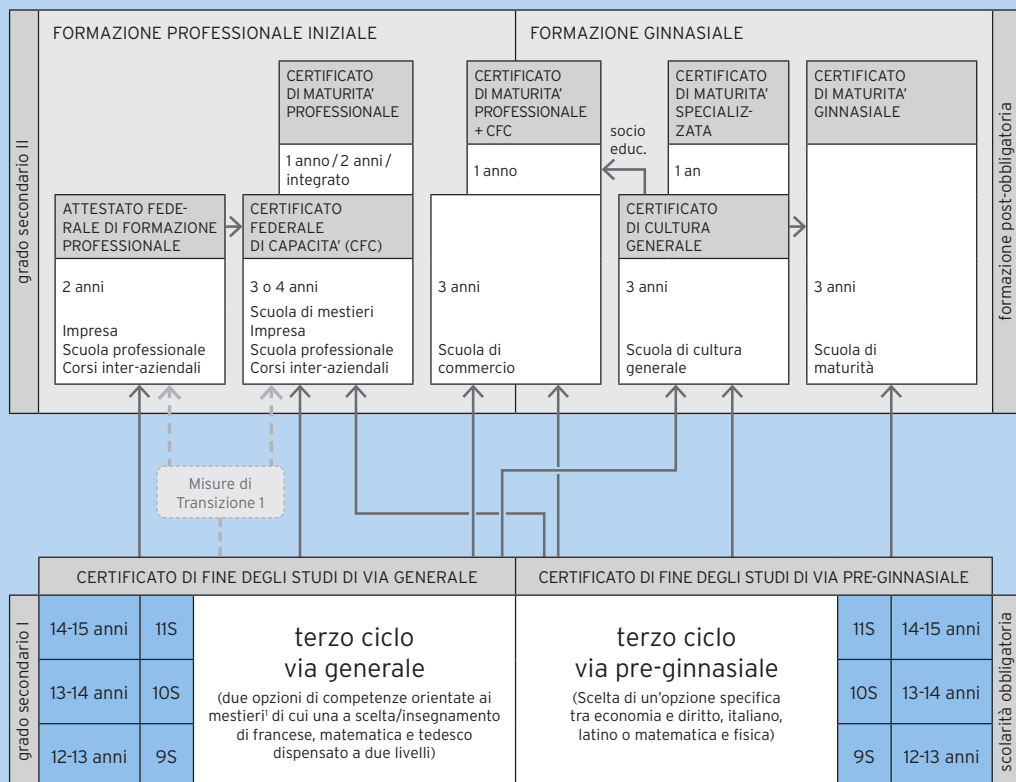 FORMAZIONE PROFESSIONALE INIZIALE
FORMAZIONE GINNASIALE
grado secondario II
formazione post-obbligatoria
CERTIFICATO
DI MATURITA’
PROFESSIONALE
1 anno / 2 anni /
integrato
CERTIFICATO
DI MATURITA’
PROFESSIONALE
+ CFC
1 anno
socio
educ.
CERTIFICATO
DI MATURITA’
SPECIALIZ-
ZATA
1 an
CERTIFICATO
DI MATURITA’
GINNASIALE
ATTESTATO FEDE-
RALE DI FORMAZIONE
PROFESSIONALE
2 anni
Impresa
Scuola professionale
Corsi inter-aziendali
CERTIFICATO
FEDERALE
DI CAPACITA’ (CFC)
3 o 4 anni
Scuola di mestieri
Impresa
Scuola professionale
Corsi inter-aziendali
3 anni
Scuola di
commercio
CERTIFICATO
DI CULTURA
GENERALE
3 anni
Scuola di cultura
generale
3 anni
Scuola di
maturità
Misure di
Transizione 1
CERTIFICATO DI FINE DEGLI STUDI DI VIA GENERALE
CERTIFICATO DI FINE DEGLI STUDI DI VIA PRE-GINNASIALE
grado secondario I
14-15 anni 11S
13-14 anni 10S
12-13 anni 9S
terzo ciclo
via generale
(due opzioni di competenze orientate ai
mestieri¹ di cui una a scelta/insegnamento
di francese, matematica e tedesco
dispensato a due livelli)
terzo ciclo
via pre-ginnasiale
(Scelta di un’opzione specifica
tra economia e diritto, italiano,
latino o matematica e fisica)
11S 14-15 anni
10S 13-14 anni
9S 12-13 anni
scolarità obbligatoria